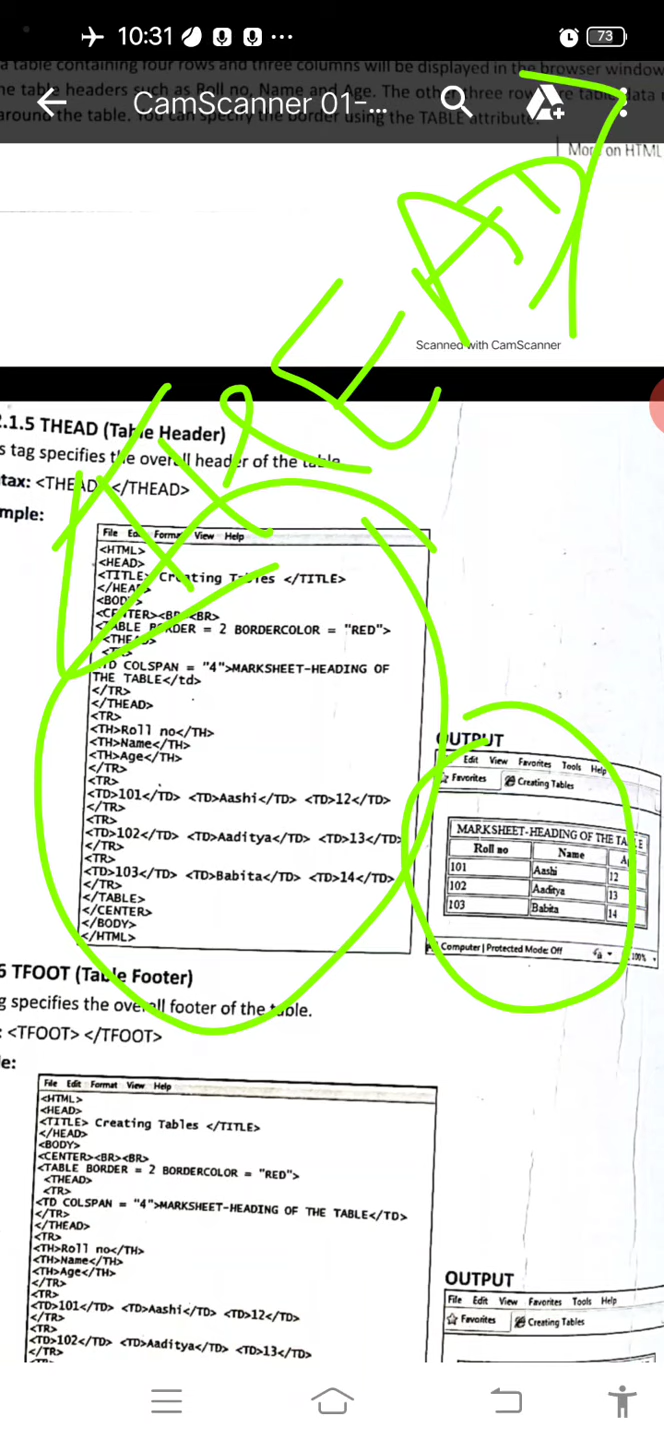 10:31 ...
73
a table containing four rows and three columns will be displayed in the browser window
ne table headers such as Roll no, Name and Age. The other three rows are table data
around the table. You can specify the border using the TABLE attribute.
CamScanner 01-...
More on HTML
Scanned with CamScanner
THEAD
.1.5 THEAD (Table Header)
s tag specifies the overall header of the table.
tax: <THEAD> </THEAD>
mple:
File Edit Format View Help
<HTML>
<HEAD>
<TITLE> Creating Tables </TITLE>
</HEAD>
<BODY>
<CENTER><BR><BR>
<TABLE BORDER = 2 BORDERCOLOR = "RED">
<THEAD>
<TR>
<TD COLSPAN = "4">MARKSHEET-HEADING OF
THE TABLE</td>
</TR>
</THEAD>
<TR>
<TH>Roll no</TH>
<TH>Name</TH>
<TH>Age</TH>
</TR>
<TR>
<TD>101</TD> <TD>Aashi</TD> <TD>12</TD>
</TR>
<TR>
<TD>102</TD> <TD>Aaditya</TD> <TD>13</TD>
</TR>
<TR>
<TD>103</TD> <TD>Babita</TD> <TD>14</TD>
</TR>
</TABLE>
</CENTER>
</BODY>
</HTML>
OUTPUT
Edit View Favorites Tools Help
Favorites Creating Tables
MARKSHEET-HEADING OF THE TABLE
Roll no Name A
101 Aashi 12
102 Aaditya 13
103 Babita 14
Computer | Protected Mode: Off 100%
6 TFOOT (Table Footer)
g specifies the overall footer of the table.
: <TFOOT> </TFOOT>
le:
File Edit Format View Help
<HTML>
<HEAD>
<TITLE> Creating Tables </TITLE>
</HEAD>
<BODY>
<CENTER><BR><BR>
<TABLE BORDER = 2 BORDERCOLOR = "RED">
<THEAD>
<TR>
<TD COLSPAN = "4">MARKSHEET-HEADING OF THE TABLE</TD>
</TR>
</THEAD>
<TR>
<TH>Roll no</TH>
<TH>Name</TH>
<TH>Age</TH>
</TR>
<TR>
<TD>101</TD> <TD>Aashi</TD> <TD>12</TD>
</TR>
<TR>
<TD>102</TD> <TD>Aaditya</TD> <TD>13</TD>
</TR>
OUTPUT
File Edit View Favorites Tools Help
Favorites Creating Tables